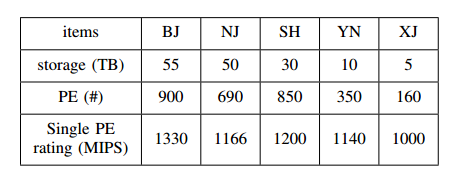 items BJ NJ SH YN XJ
storage (TB) 55 50 30 10 5
PE (#) 900 690 850 350 160
Single PE
rating (MIPS) 1330 1166 1200 1140 1000